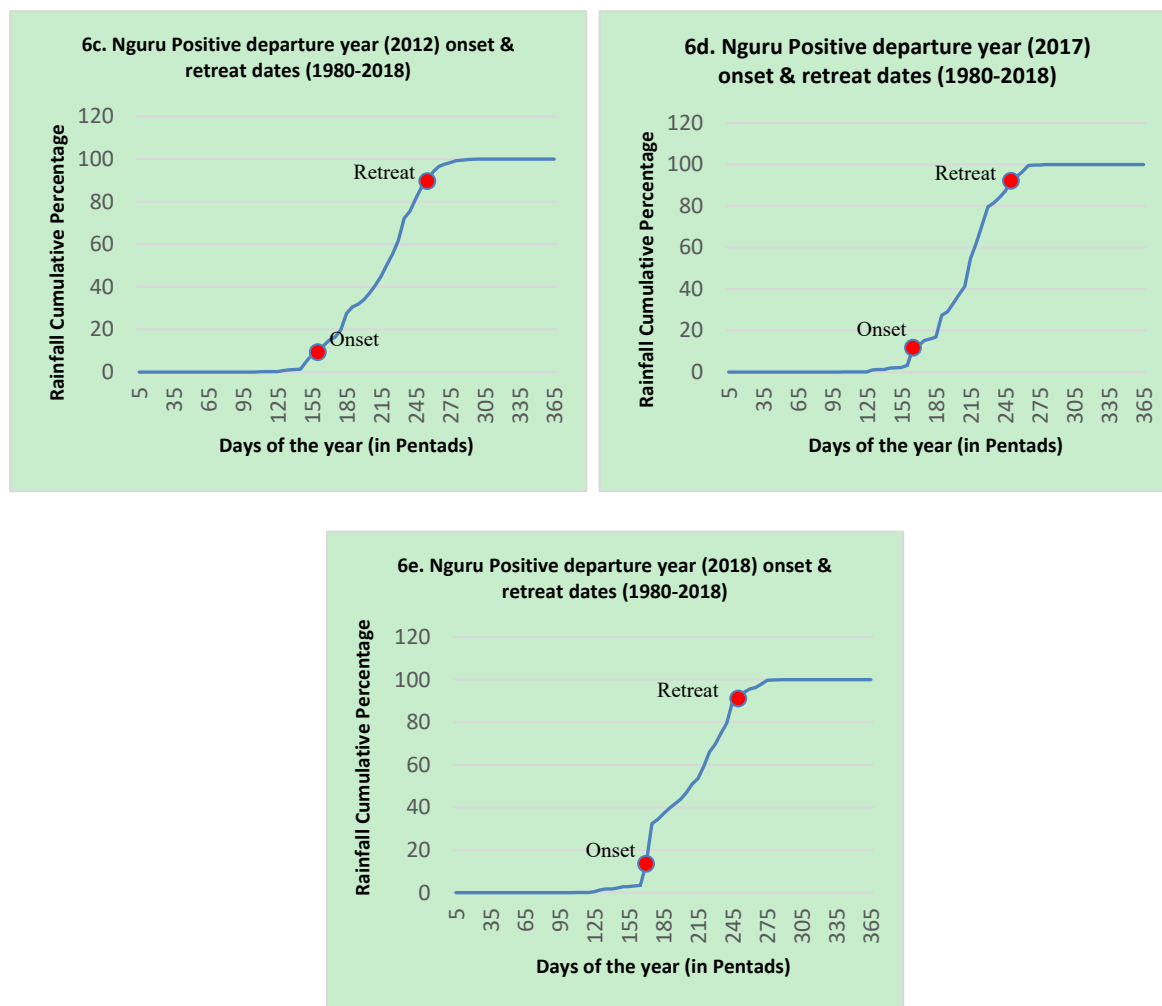 6c. Nguru Positive departure year (2012) onset &
retreat dates (1980-2018)
Rainfall Cumulative Percentage
120
100
80
60
40
20
0
Retreat
Onset
5 35 65 95 125 155 185 215 245 275 305 335 365
Days of the year (in Pentads)
6d. Nguru Positive departure year (2017)
onset & retreat dates (1980-2018)
Rainfall Cumulative Percentage
120
100
80
60
40
20
0
Retreat
Onset
5 35 65 95 125 155 185 215 245 275 305 335 365
Days of the year (in Pentads)
6e. Nguru Positive departure year (2018) onset &
retreat dates (1980-2018)
Rainfall Cumulative Percentage
120
100
80
60
40
20
0
Retreat
Onset
5 35 65 95 125 155 185 215 245 275 305 335 365
Days of the year (in Pentads)